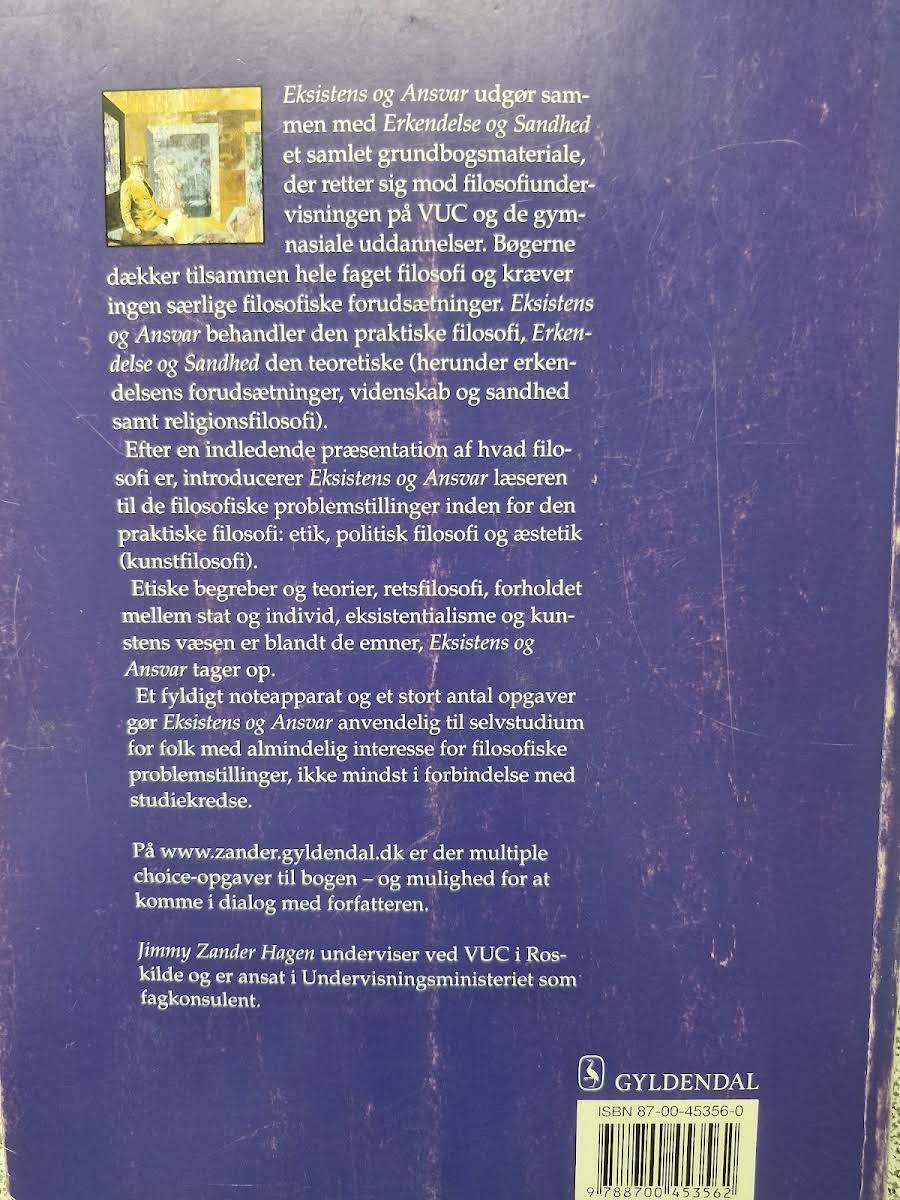 Eksistens og Ansvar udgør sam-
men med Erkendelse og Sandhed
et samlet grundbogsmateriale,
der retter sig mod filosofiunder-
visningen på VUC og de gym-
nasiale uddannelser. Bøgerne
dækker tilsammen hele faget filosofi og kræver
ingen særlige filosofiske forudsætninger. Eksistens
og Ansvar behandler den praktiske filosofi, Erken-
delse og Sandhed den teoretiske (herunder erken-
delsens forudsætninger, videnskab og sandhed
samt religionsfilosofi).
Efter en indledende præsentation af hvad filo-
sofi er, introducerer Eksistens og Ansvar læseren
til de filosofiske problemstillinger inden for den
praktiske filosofi: etik, politisk filosofi og æstetik
(kunstfilosofi).
Etiske begreber og teorier, retsfilosofi, forholdet
mellem stat og individ, eksistentialisme og kun-
stens væsen er blandt de emner, Eksistens og
Ansvar tager op.
Et fyldigt noteapparat og et stort antal opgaver
gør Eksistens og Ansvar anvendelig til selvstudium
for folk med almindelig interesse for filosofiske
problemstillinger, ikke mindst i forbindelse med
studiekredse.
På www.zander.gyldendal.dk er der multiple
choice-opgaver til bogen – og mulighed for at
komme i dialog med forfatteren.
Jimmy Zander Hagen underviser ved VUC i Ros-
kilde og er ansat i Undervisningsministeriet som
fagkonsulent.
GYLDENDAL
ISBN 87-00-45356-0
9 788700 453562